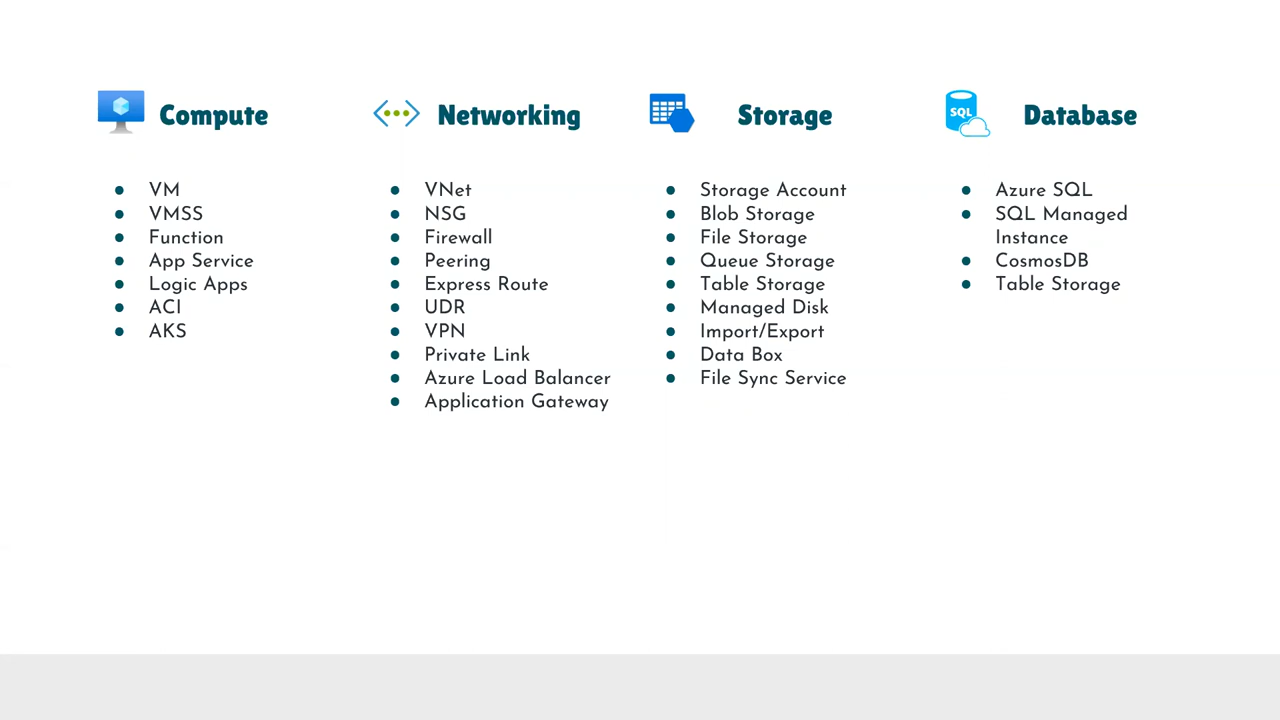 Compute
VM
VMSS
Function
App Service
Logic Apps
ACI
AKS
Networking
VNet
NSG
Firewall
Peering
Express Route
UDR
VPN
Private Link
Azure Load Balancer
Application Gateway
Storage
Storage Account
Blob Storage
File Storage
Queue Storage
Table Storage
Managed Disk
Import/Export
Data Box
File Sync Service
SQL
Database
Azure SQL
SQL Managed
Instance
CosmosDB
Table Storage